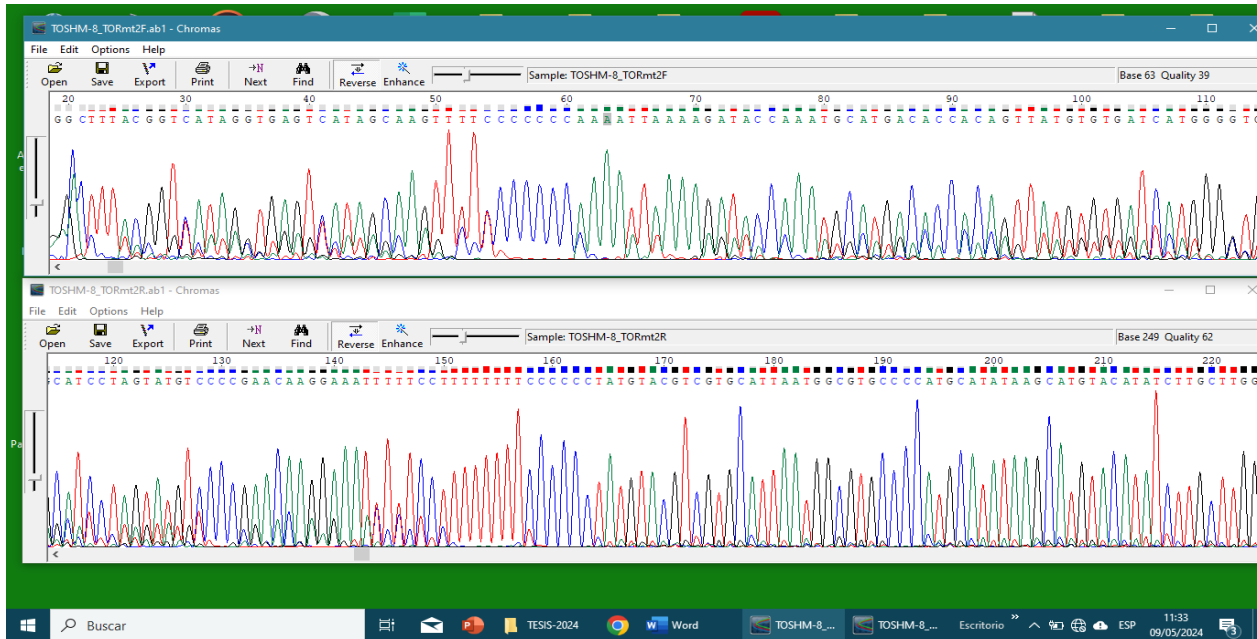 TOSHM-8_TORmt2F.ab1 - Chromas
File Edit Options Help
Open Save Export Print Next Find Reverse Enhance
Sample: TOSHM-8_TORmt2F
Base 63 Quality 39
20 30 40 50 60 70 80 90 100 110
GGCTTTACGGTCATAGGTGAGTCATAGCAAGTTTTCCCCCCCCAAAATTAAAAGATACCAAATGCATGACACCACAGTTATGTGTGATCATGGGGTG
TOSHM-8_TORmt2R.ab1 - Chromas
File Edit Options Help
Open Save Export Print Next Find Reverse Enhance
Sample: TOSHM-8_TORmt2R
Base 249 Quality 62
120 130 140 150 160 170 180 190 200 210 220
GCATCCTAGTATGTCCCCGAACAAGGAAATTTTTCCTTTTTTTTCCCCCCTATGTACGTCGTGCATTAATGGCGTGCCCCATGCATATAAGCATGTACATATCTTGCTTGG
Buscar
TESIS-2024
Word
TOSHM-8_...
TOSHM-8_...
Escritorio
ESP
11:33
09/05/2024
3